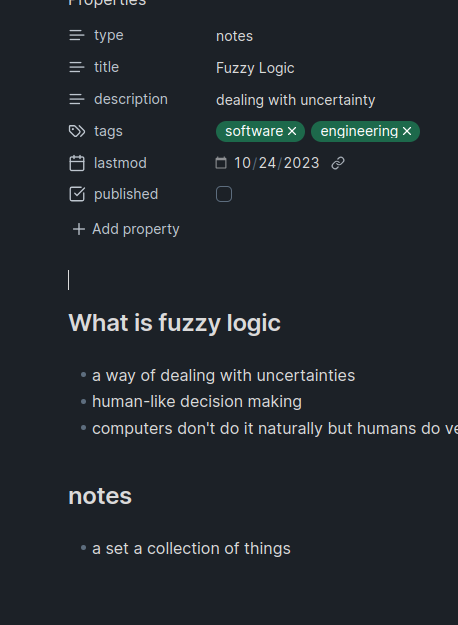 Properties
type notes
title Fuzzy Logic
description dealing with uncertainty
tags software × engineering ×
lastmod 10/24/2023
published
+ Add property
What is fuzzy logic
• a way of dealing with uncertainties
• human-like decision making
• computers don't do it naturally but humans do
notes
• a set a collection of things